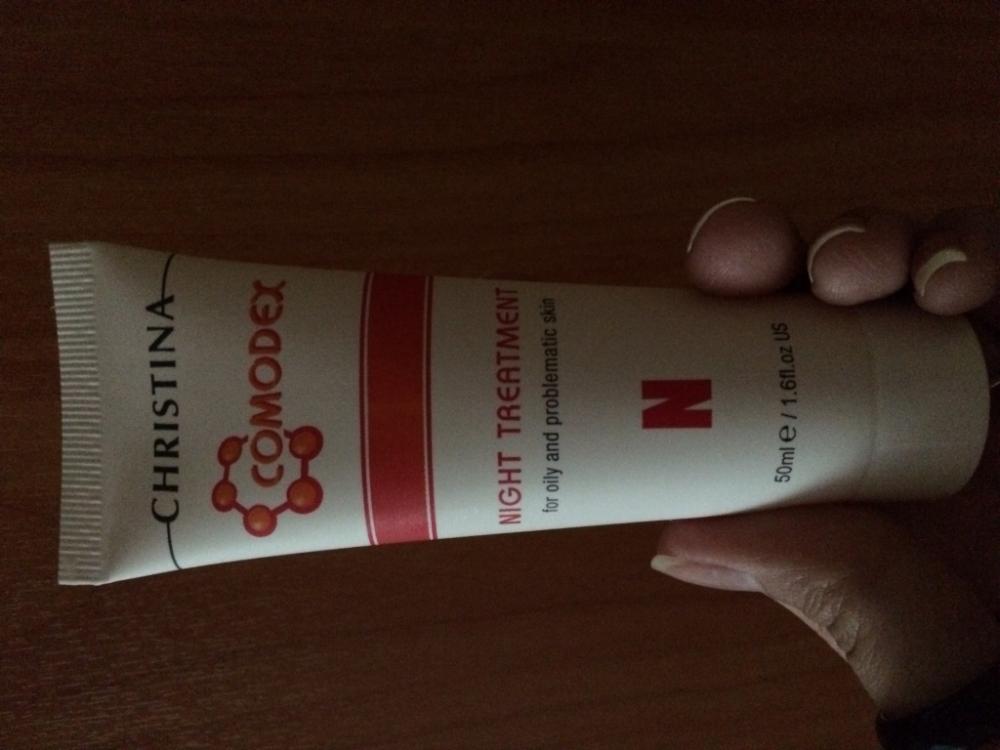 CHRISTINA
COMODEX
NIGHT TREATMENT
for oily and problematic skin
N
50ml e / 1.6fl.oz US